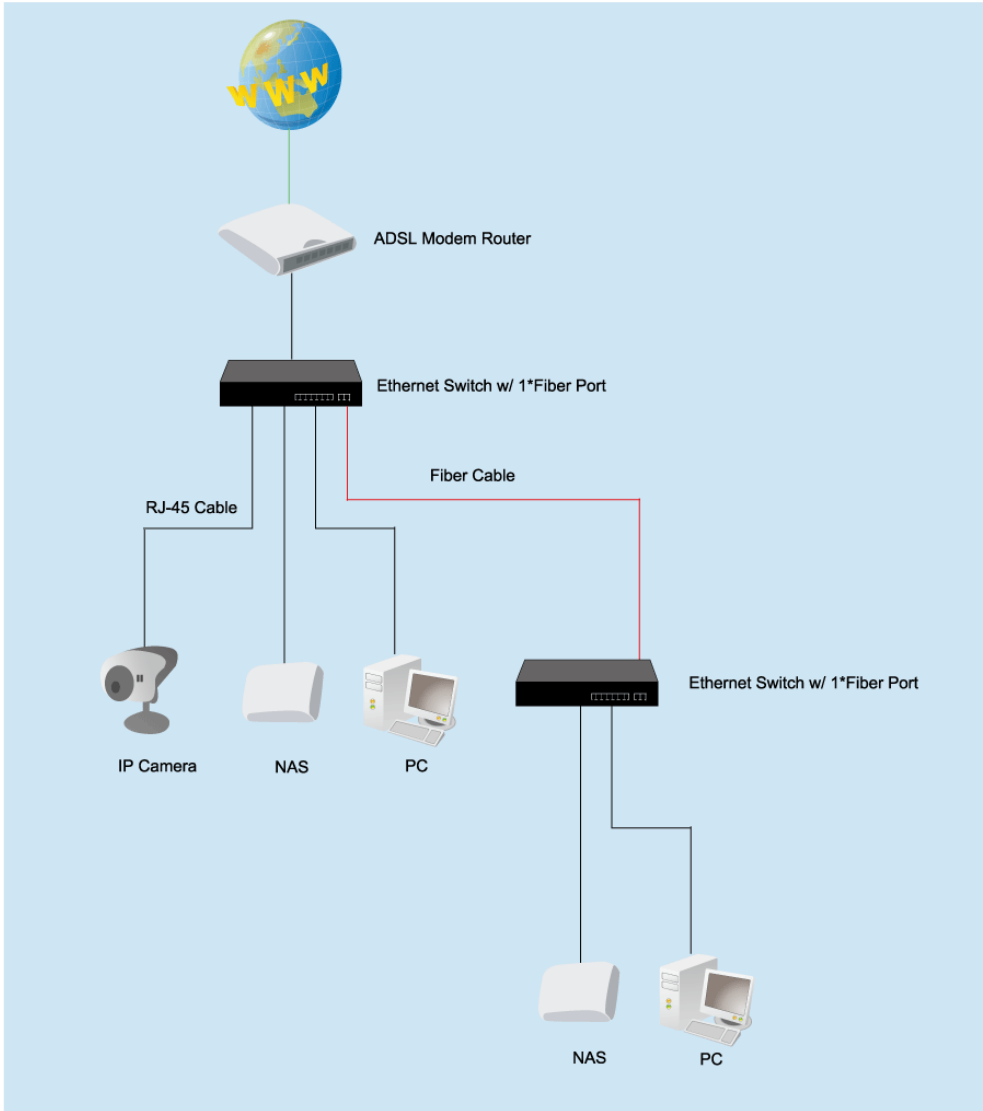 WWW
ADSL Modem Router
Ethernet Switch w/ 1*Fiber Port
Fiber Cable
RJ-45 Cable
Ethernet Switch w/ 1*Fiber Port
IP Camera
NAS
PC
NAS
PC